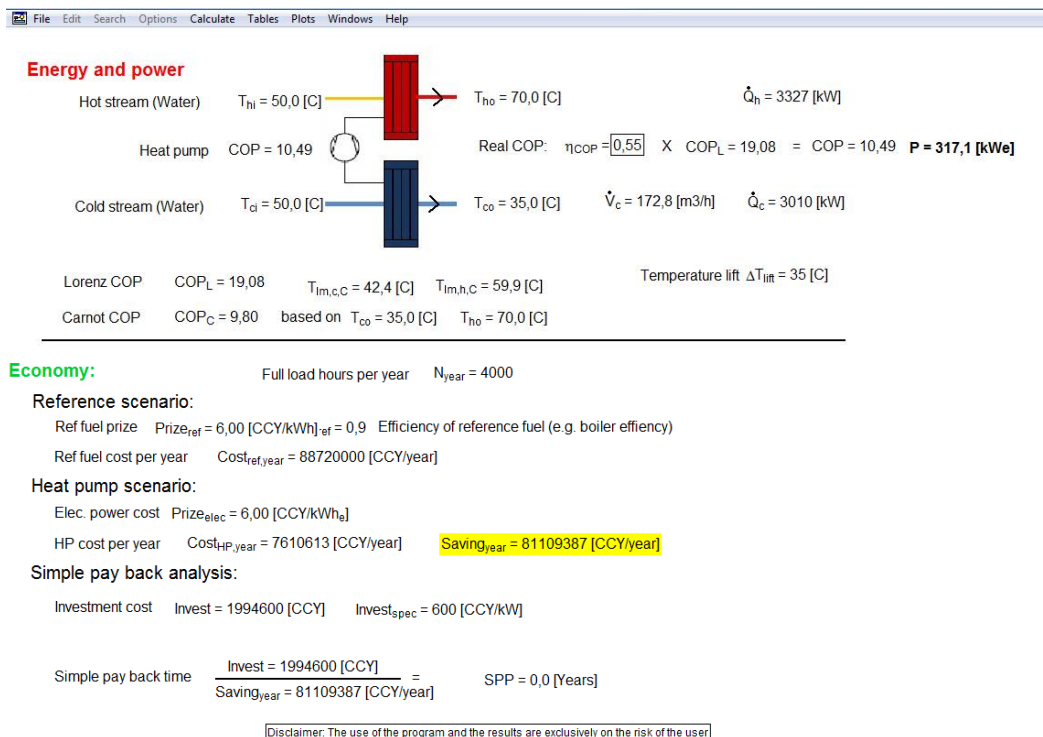 File Edit Search Options Calculate Tables Plots Windows Help
Energy and power
Hot stream (Water) Thi = 50,0 [C] Tho = 70,0 [C] Q̇h = 3327 [kW]
Heat pump COP = 10,49 Real COP: ηCOP = 0,55 X COPL = 19,08 = COP = 10,49 P = 317,1 [kWe]
Cold stream (Water) Tci = 50,0 [C] Tco = 35,0 [C] V̇c = 172,8 [m3/h] Q̇c = 3010 [kW]
Lorenz COP COPL = 19,08 Tlm,c,C = 42,4 [C] Tlm,h,C = 59,9 [C] Temperature lift ΔTlift = 35 [C]
Carnot COP COPC = 9,80 based on Tco = 35,0 [C] Tho = 70,0 [C]
Economy: Full load hours per year Nyear = 4000
Reference scenario:
Ref fuel prize Prizeref = 6,00 [CCY/kWh]·ef = 0,9 Efficiency of reference fuel (e.g. boiler effiency)
Ref fuel cost per year Costref,year = 88720000 [CCY/year]
Heat pump scenario:
Elec. power cost Prizeelec = 6,00 [CCY/kWhe]
HP cost per year CostHP,year = 7610613 [CCY/year] Savingyear = 81109387 [CCY/year]
Simple pay back analysis:
Investment cost Invest = 1994600 [CCY] Investspec = 600 [CCY/kW]
Invest = 1994600 [CCY]
Simple pay back time = SPP = 0,0 [Years]
Savingyear = 81109387 [CCY/year]
Disclaimer: The use of the program and the results are exclusively on the risk of the user